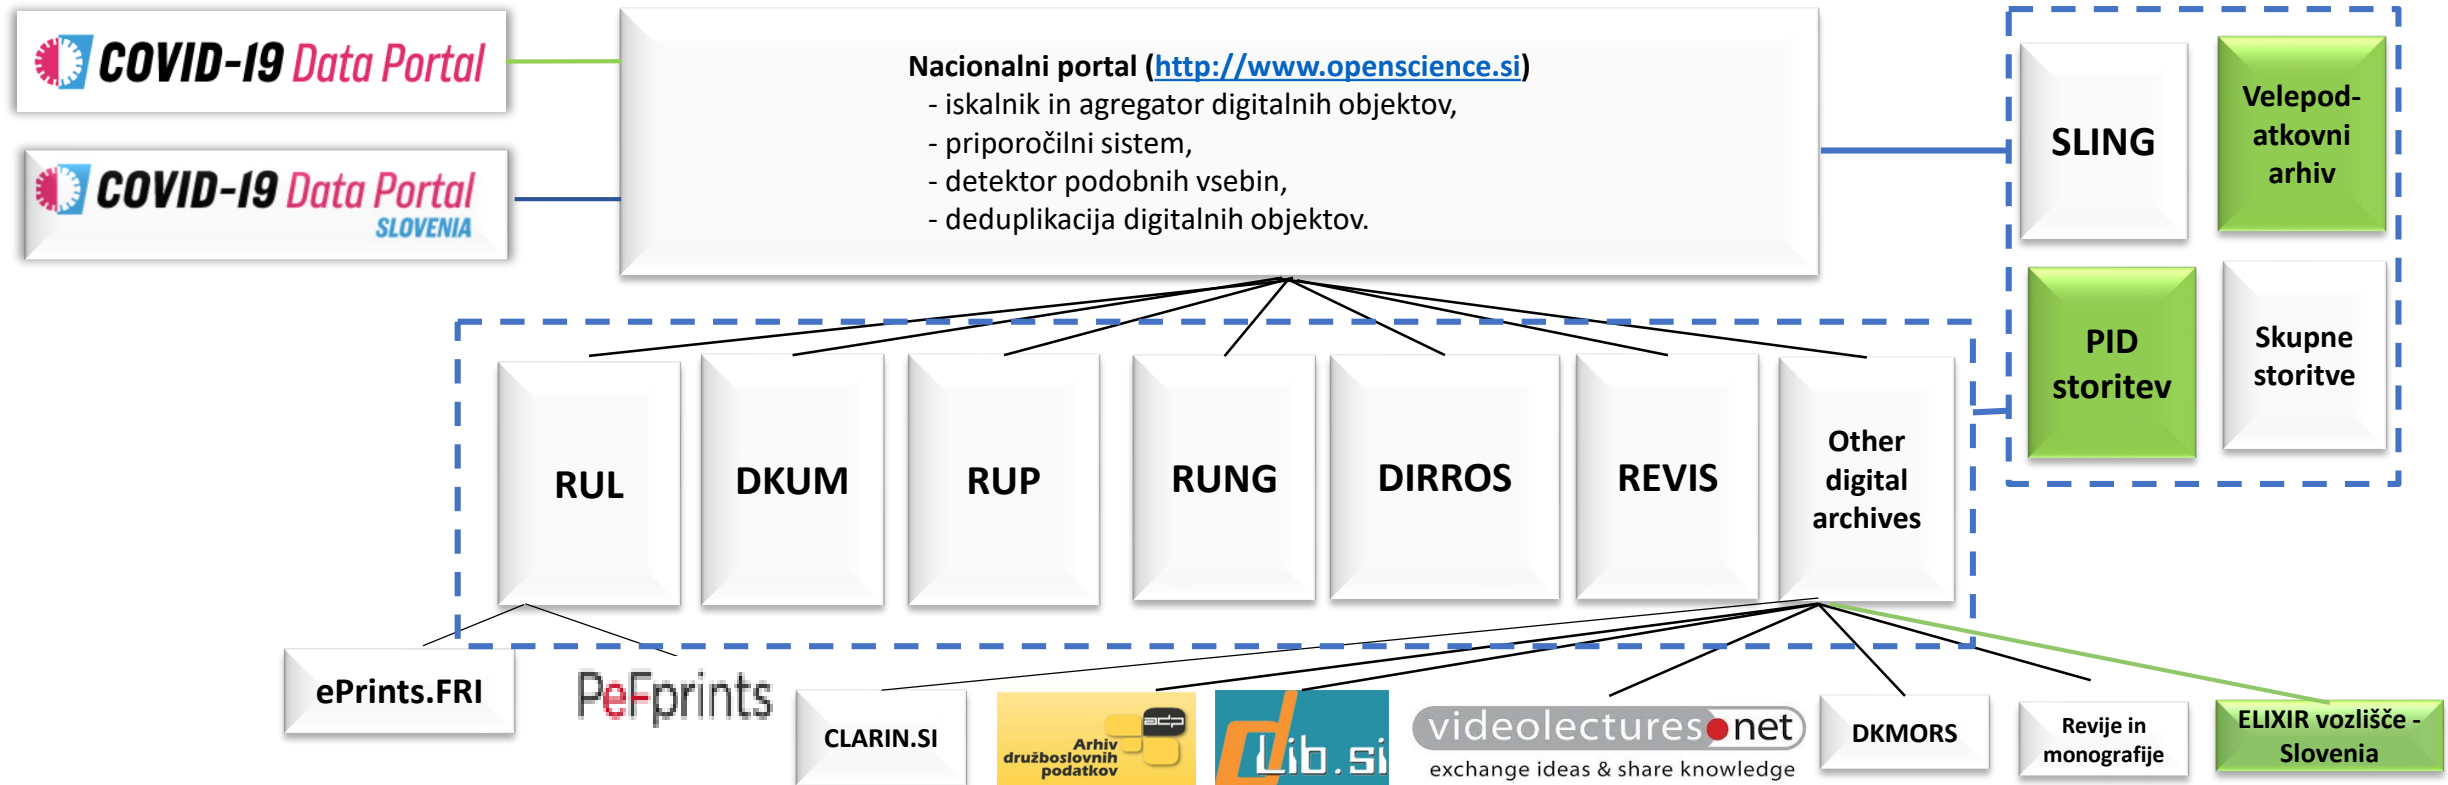 COVID-19 Data Portal
COVID-19 Data Portal
SLOVENIA
Nacionalni portal (http://www.openscience.si)
- iskalnik in agregator digitalnih objektov,
- priporočilni sistem,
- detektor podobnih vsebin,
- deduplikacija digitalnih objektov.
SLING
Velepod-
atkovni
arhiv
PID
storitev
Skupne
storitve
RUL
DKUM
RUP
RUNG
DIRROS
REVIS
Other
digital
archives
ePrints.FRI
PeFprints
CLARIN.SI
adp
Arhiv
družboslovnih
podatkov
dLib.si
videolectures.net
exchange ideas & share knowledge
DKMORS
Revije in
monografije
ELIXIR vozlišče -
Slovenia